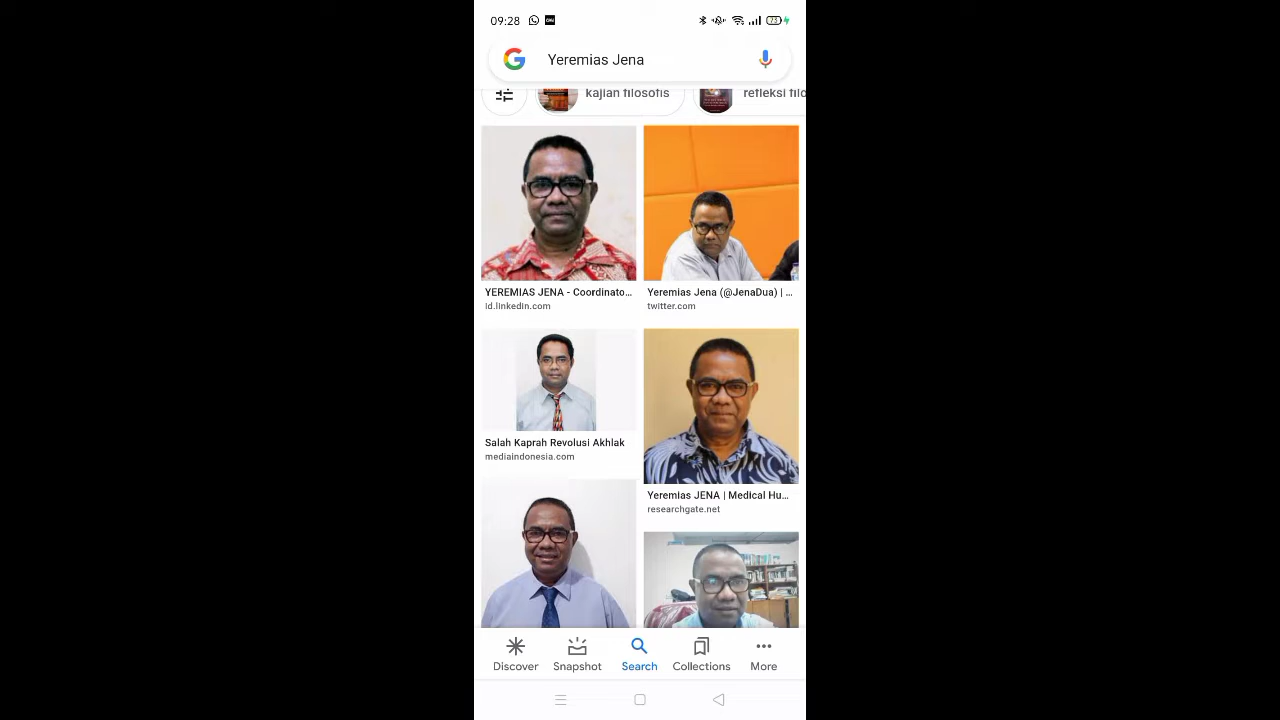 09:28
73
Yeremias Jena
kajian filosofis
refleksi filo
YEREMIAS JENA - Coordinato...
id.linkedin.com
Yeremias Jena (@JenaDua) | ...
twitter.com
Salah Kaprah Revolusi Akhlak
mediaindonesia.com
Yeremias JENA | Medical Hu...
researchgate.net
Discover
Snapshot
Search
Collections
More